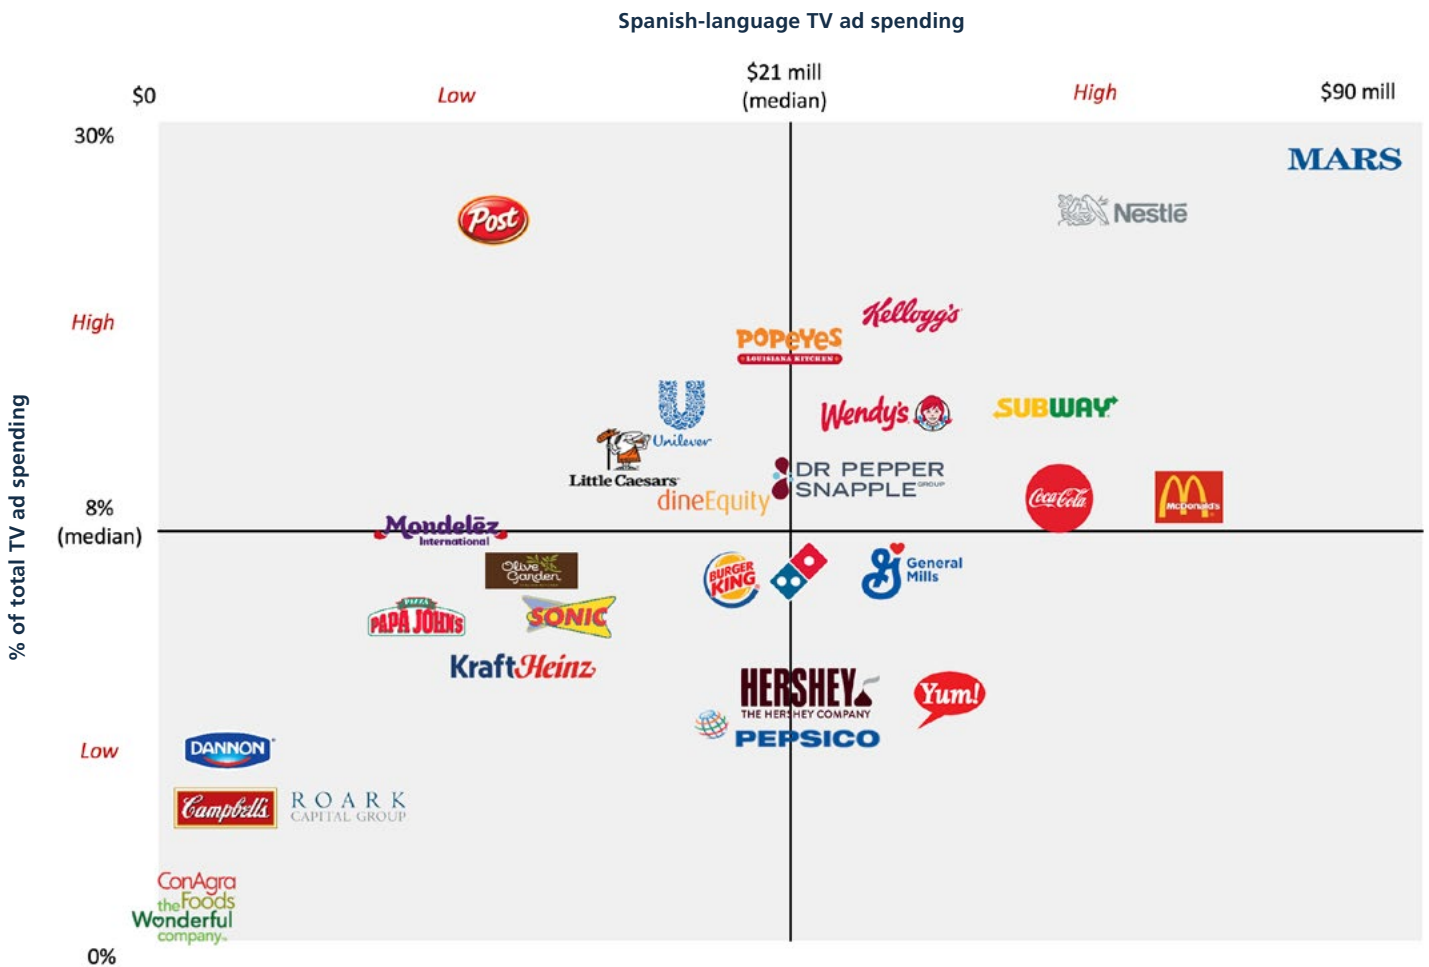 Spanish-language TV ad spending
$21 mill
(median)
$0
Low
High
$90 mill
30%
MARS
Post
Nestlé
Kellogg's
High
POPEYES
LOUISIANA KITCHEN
Unilever
Wendy's
SUBWAY
Little Caesars
DR PEPPER
SNAPPLE GROUP
dineEquity
Coca-Cola
McDonald's
8%
(median)
% of total TV ad spending
Mondelēz
International
Olive
Garden
BURGER
KING
General
Mills
PIZZA
PAPA JOHN'S
SONIC
KraftHeinz
HERSHEY
THE HERSHEY COMPANY
Yum!
PEPSICO
Low
DANNON
Campbell's
ROARK
CAPITAL GROUP
ConAgra
Foods
the
Wonderful
company™
0%